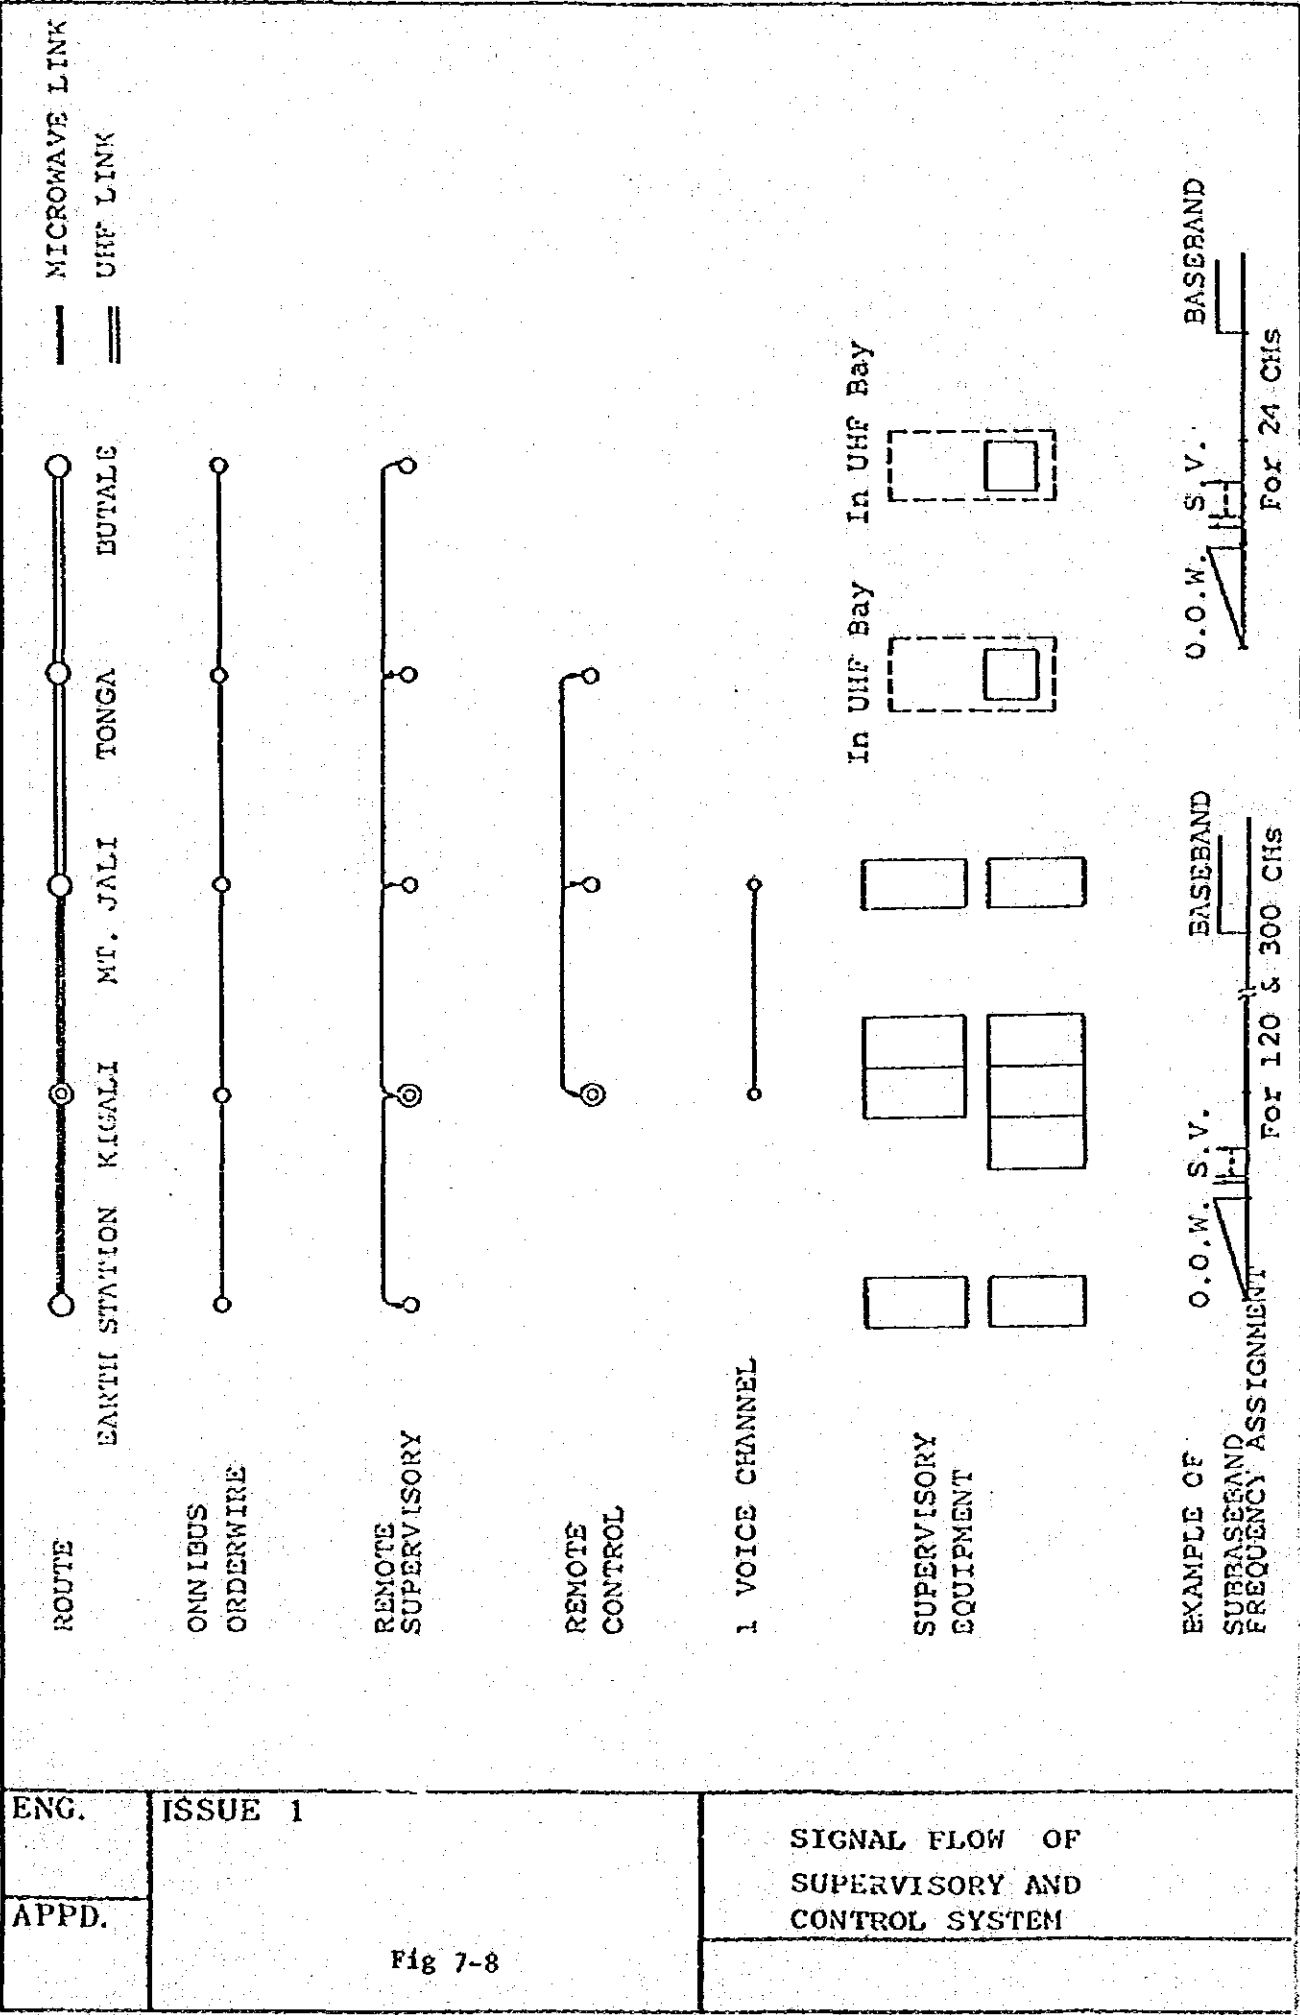 ROUTE
EARTH STATION KIGALI MT. JALI TONGA BUTALE
MICROWAVE LINK
UHF LINK
OMNIBUS
ORDERWIRE
REMOTE
SUPERVISORY
REMOTE
CONTROL
1 VOICE CHANNEL
SUPERVISORY
EQUIPMENT
In UHF Bay In UHF Bay
EXAMPLE OF
SUBBASEBAND
FREQUENCY ASSIGNMENT
O.O.W. S.V. BASEBAND
For 120 & 300 CHs
O.O.W. S.V. BASEBAND
For 24 CHs
ENG.
APPD.
ISSUE 1
Fig 7-8
SIGNAL FLOW OF
SUPERVISORY AND
CONTROL SYSTEM